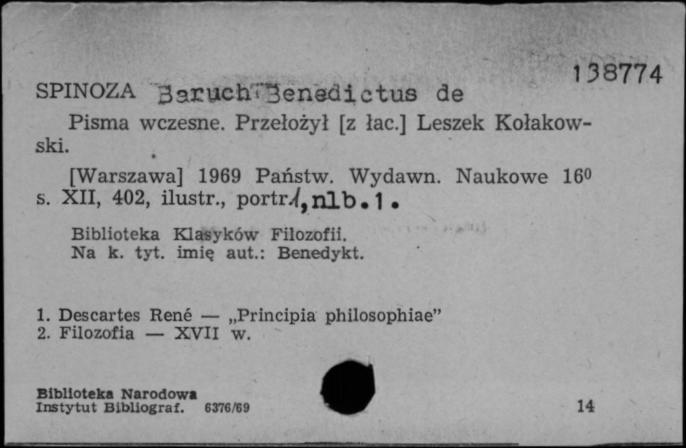 138774
SPINOZA Baruch Benedictus de
Pisma wczesne. Przełożył [z łac.] Leszek Kołakow-
ski.
[Warszawa] 1969 Państw. Wydawn. Naukowe 16⁰
s. XII, 402, ilustr., portr., nlb. 1.
Biblioteka Klasyków Filozofii.
Na k. tyt. imię aut.: Benedykt.
1. Descartes René — „Principia philosophiae”
2. Filozofia — XVII w.
Biblioteka Narodowa
Instytut Bibliograf. 6376/69 14